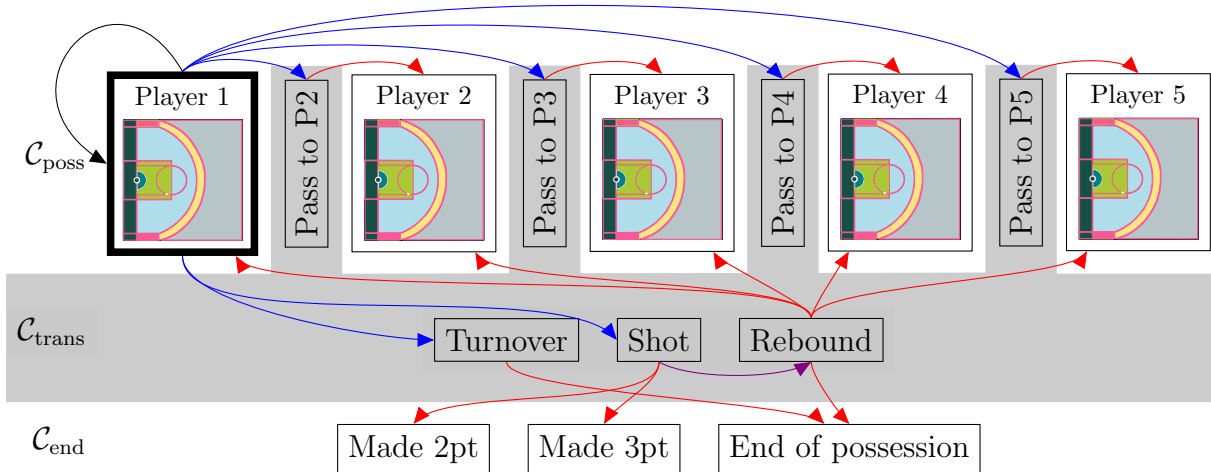 Player 1
Pass to P2
Player 2
Pass to P3
Player 3
Pass to P4
Player 4
Pass to P5
Player 5
𝒞poss
𝒞trans
Turnover
Shot
Rebound
𝒞end
Made 2pt
Made 3pt
End of possession